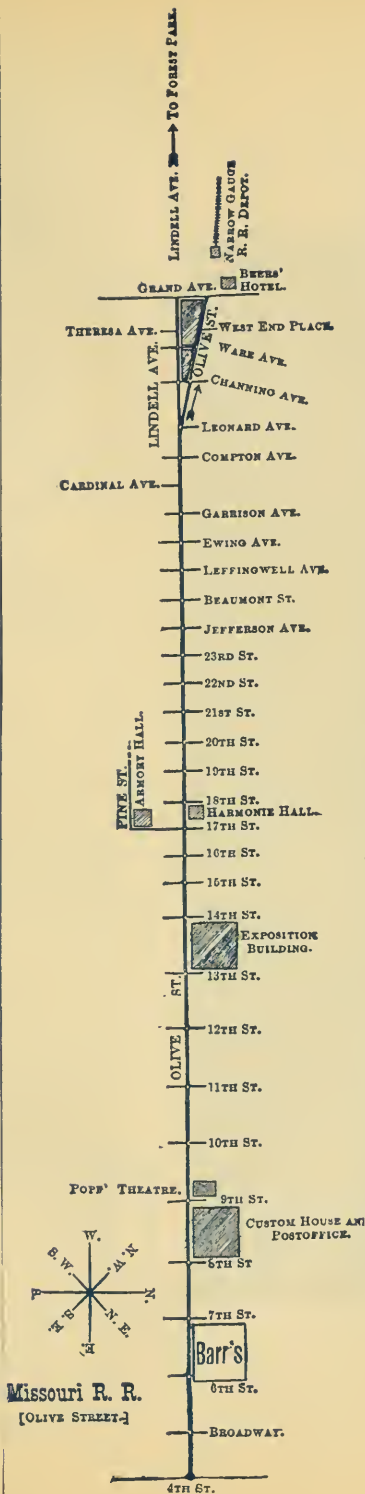 LINDELL AVE. → TO FOREST PARK.
NARROW GAUGE
R. R. DEPOT.
BEERS'
HOTEL.
GRAND AVE.
THERESA AVE.
WEST END PLACE.
LINDELL AVE.
OLIVE ST.
WARE AVE.
CHANNING AVE.
LEONARD AVE.
COMPTON AVE.
CARDINAL AVE.
GARRISON AVE.
EWING AVE.
LEFFINGWELL AVE.
BEAUMONT ST.
JEFFERSON AVE.
23RD ST.
22ND ST.
21ST ST.
20TH ST.
19TH ST.
18TH ST.
PINE ST.
ARMORY HALL.
HARMONIE HALL.
17TH ST.
16TH ST.
15TH ST.
14TH ST.
EXPOSITION
BUILDING.
13TH ST.
OLIVE ST.
12TH ST.
11TH ST.
10TH ST.
POPE' THEATRE.
9TH ST.
CUSTOM HOUSE AND
POSTOFFICE.
8TH ST
7TH ST.
W.
N. W.
N.
N. E.
E.
S. E.
S.
S. W.
Barr's
6TH ST.
Missouri R. R.
[OLIVE STREET.]
BROADWAY.
4TH ST.